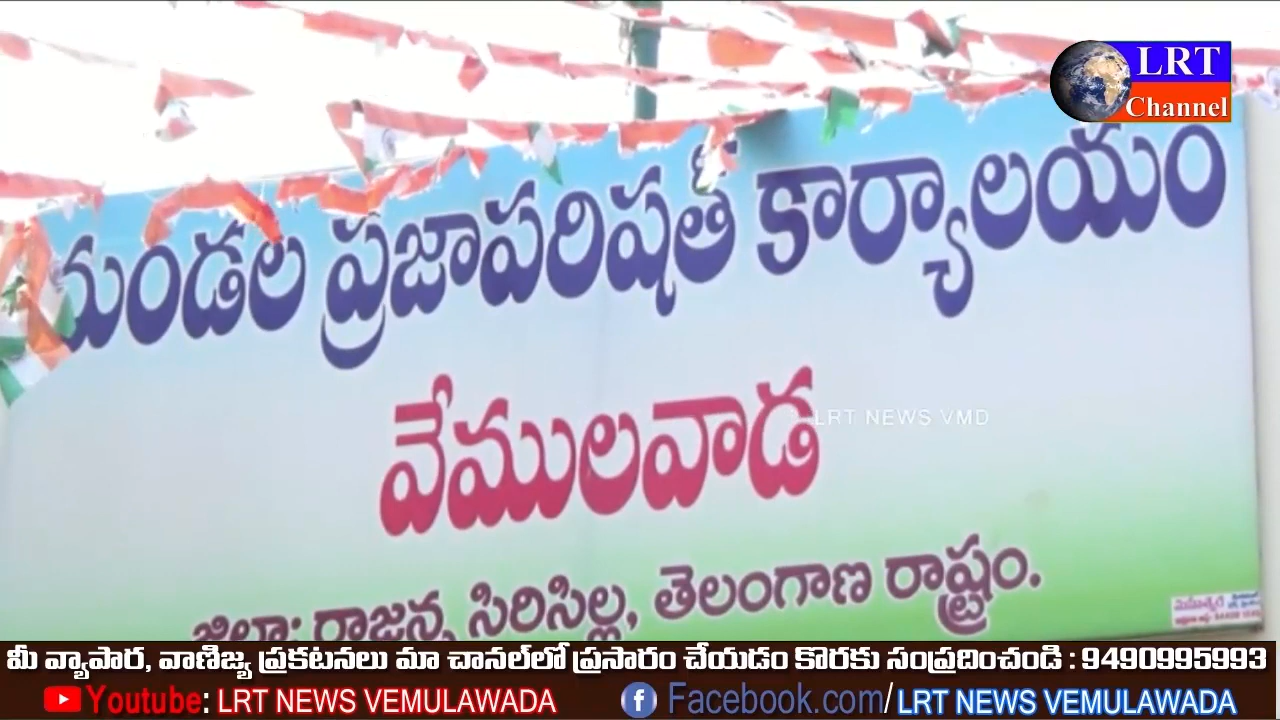 LRT
Channel
మండల ప్రజాపరిషత్ కార్యాలయం
వేములవాడ
LRT NEWS VMD
జిల్లా: రాజన్న సిరిసిల్ల, తెలంగాణ రాష్ట్రం.
మీ వ్యాపార, వాణిజ్య ప్రకటనలు మా చానల్‌లో ప్రసారం చేయడం కొరకు సంప్రదించండి : 9490995993
Youtube: LRT NEWS VEMULAWADA
Facebook.com/LRT NEWS VEMULAWADA